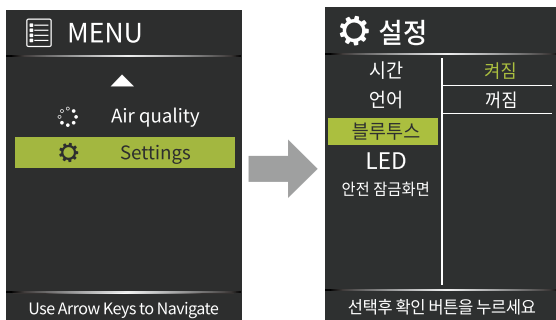 MENU
Air quality
Settings
Use Arrow Keys to Navigate
설정
시간
언어
블루투스
LED
안전 잠금화면
켜짐
꺼짐
선택후 확인 버튼을 누르세요